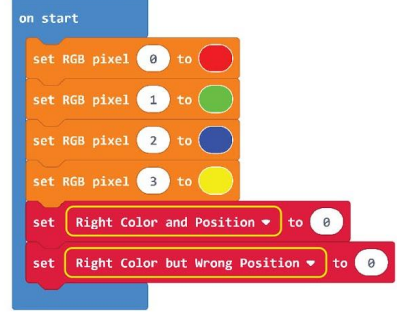 on start
set RGB pixel 0 to
set RGB pixel 1 to
set RGB pixel 2 to
set RGB pixel 3 to
set Right Color and Position to 0
set Right Color but Wrong Position to 0